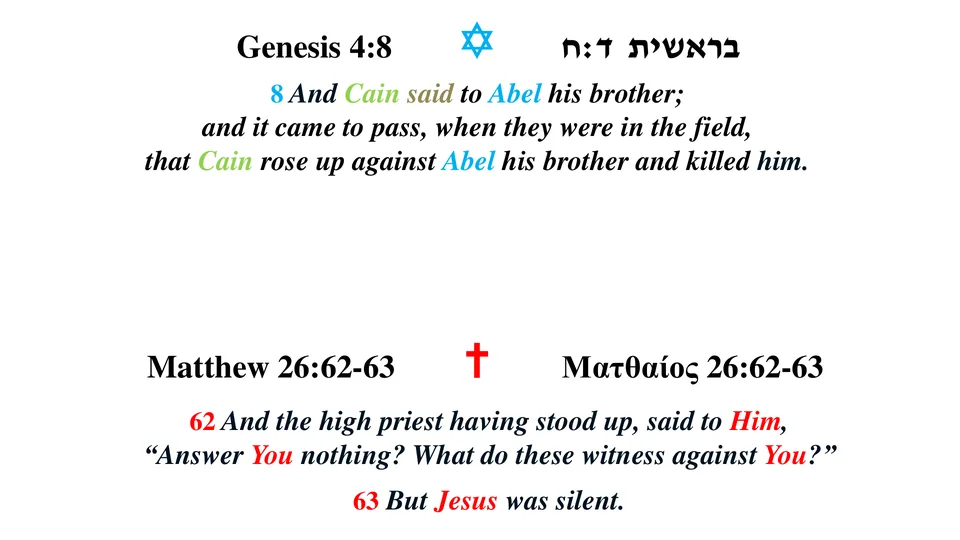 Genesis 4:8 ✡ בראשית ד:ח
8 And Cain said to Abel his brother;
and it came to pass, when they were in the field,
that Cain rose up against Abel his brother and killed him.
Matthew 26:62-63 ✝ Ματθαίος 26:62-63
62 And the high priest having stood up, said to Him,
“Answer You nothing? What do these witness against You?”
63 But Jesus was silent.